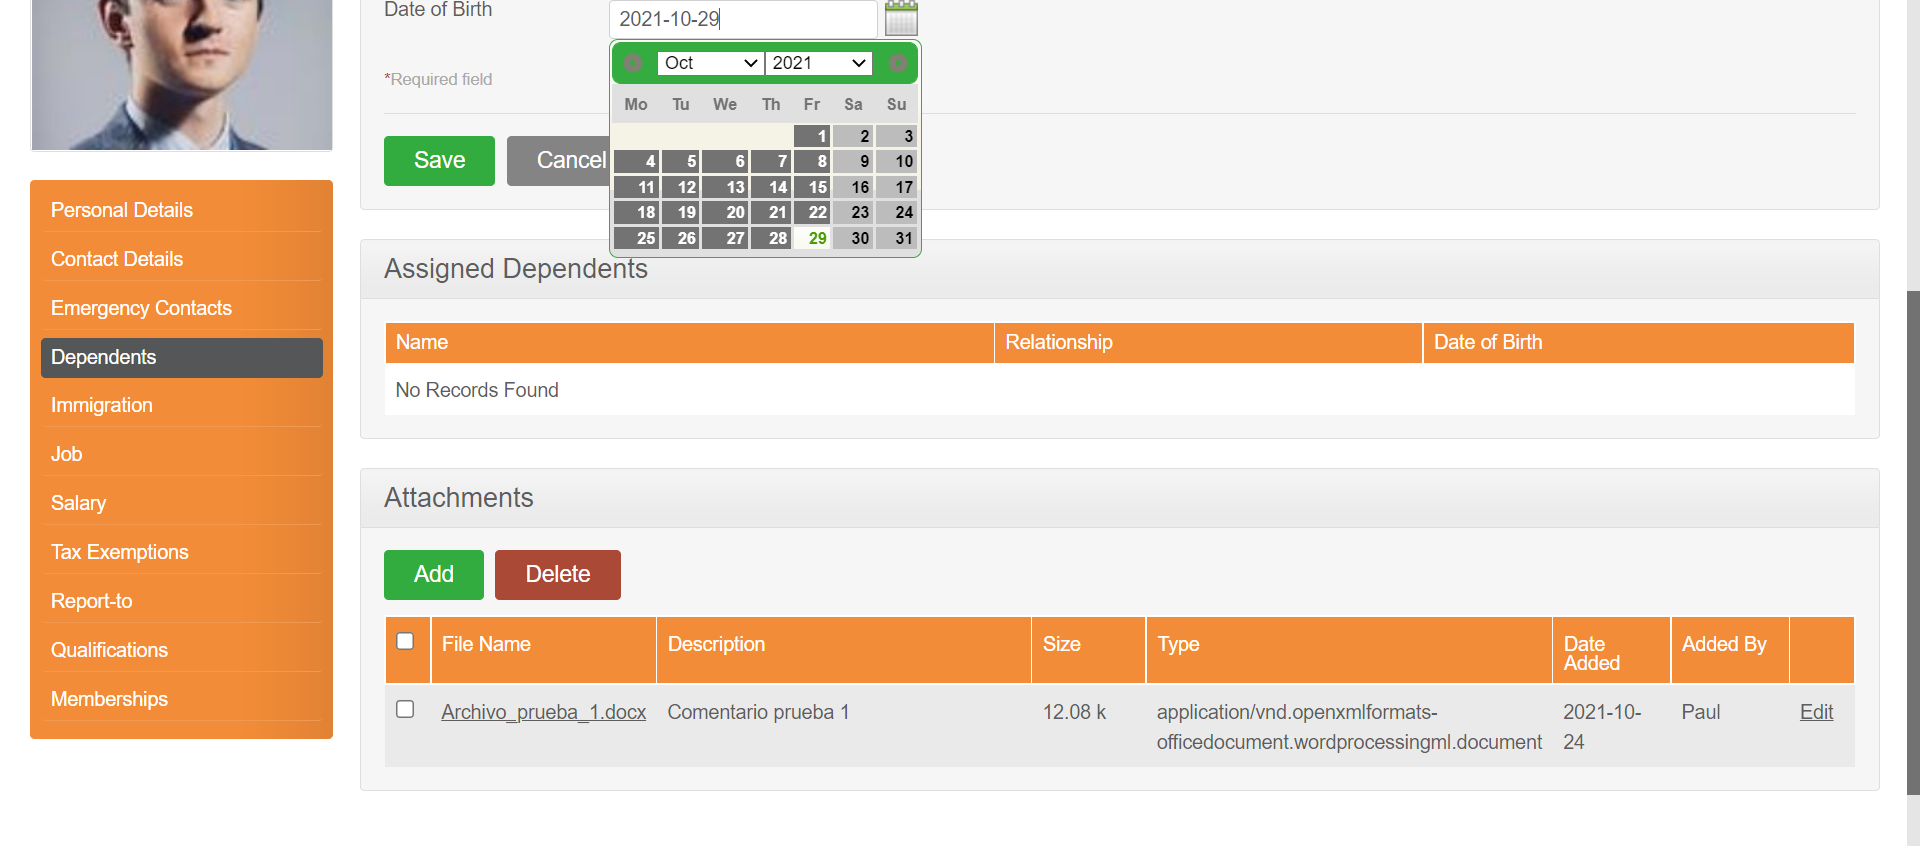 Date of Birth
2021-10-29
*Required field
Oct 2021
Mo Tu We Th Fr Sa Su
1 2 3
4 5 6 7 8 9 10
11 12 13 14 15 16 17
18 19 20 21 22 23 24
25 26 27 28 29 30 31
Save Cancel
Personal Details
Contact Details
Emergency Contacts
Dependents
Immigration
Job
Salary
Tax Exemptions
Report-to
Qualifications
Memberships
Assigned Dependents
Name Relationship Date of Birth
No Records Found
Attachments
Add Delete
File Name Description Size Type Date Added Added By
Archivo_prueba_1.docx Comentario prueba 1 12.08 k application/vnd.openxmlformats- 2021-10- Paul Edit
officedocument.wordprocessingml.document 24